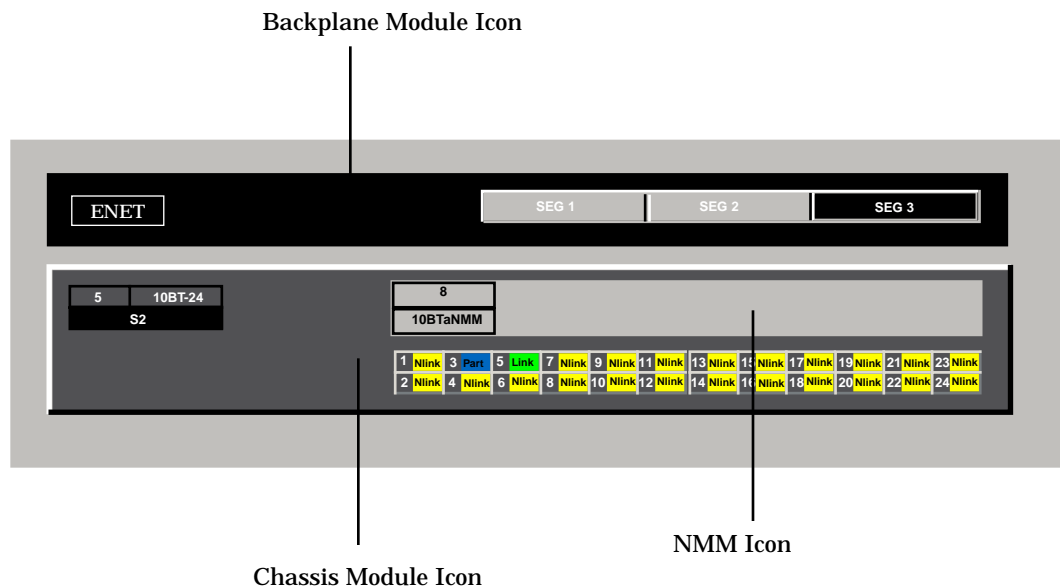 Backplane Module Icon
ENET
SEG 1 SEG 2 SEG 3
5 10BT-24
S2
8
10BTaNMM
1 Nlink 3 Part 5 Link 7 Nlink 9 Nlink 11 Nlink 13 Nlink 15 Nlink 17 Nlink 19 Nlink 21 Nlink 23 Nlink
2 Nlink 4 Nlink 6 Nlink 8 Nlink 10 Nlink 12 Nlink 14 Nlink 16 Nlink 18 Nlink 20 Nlink 22 Nlink 24 Nlink
NMM Icon
Chassis Module Icon